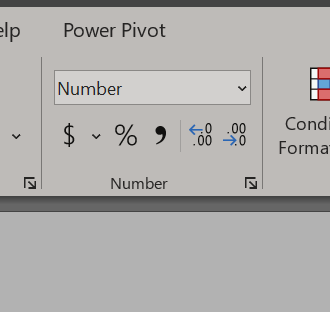 elp Power Pivot
Number
$ % ,
.0 .00
.00 .0
Condi
Forma
Number